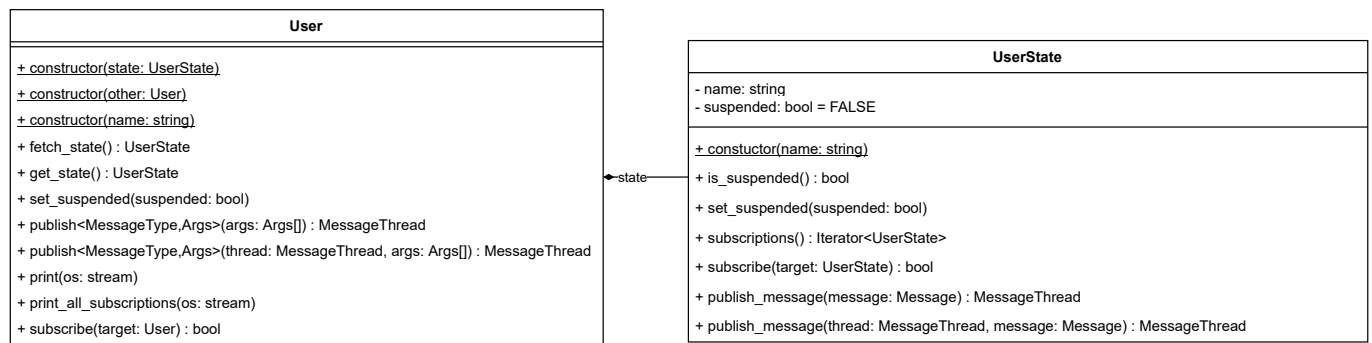 User
+ constructor(state: UserState)
+ constructor(other: User)
+ constructor(name: string)
+ fetch_state() : UserState
+ get_state() : UserState
+ set_suspended(suspended: bool)
+ publish<MessageType,Args>(args: Args[]) : MessageThread
+ publish<MessageType,Args>(thread: MessageThread, args: Args[]) : MessageThread
+ print(os: stream)
+ print_all_subscriptions(os: stream)
+ subscribe(target: User) : bool
state
UserState
- name: string
- suspended: bool = FALSE
+ constuctor(name: string)
+ is_suspended() : bool
+ set_suspended(suspended: bool)
+ subscriptions() : Iterator<UserState>
+ subscribe(target: UserState) : bool
+ publish_message(message: Message) : MessageThread
+ publish_message(thread: MessageThread, message: Message) : MessageThread